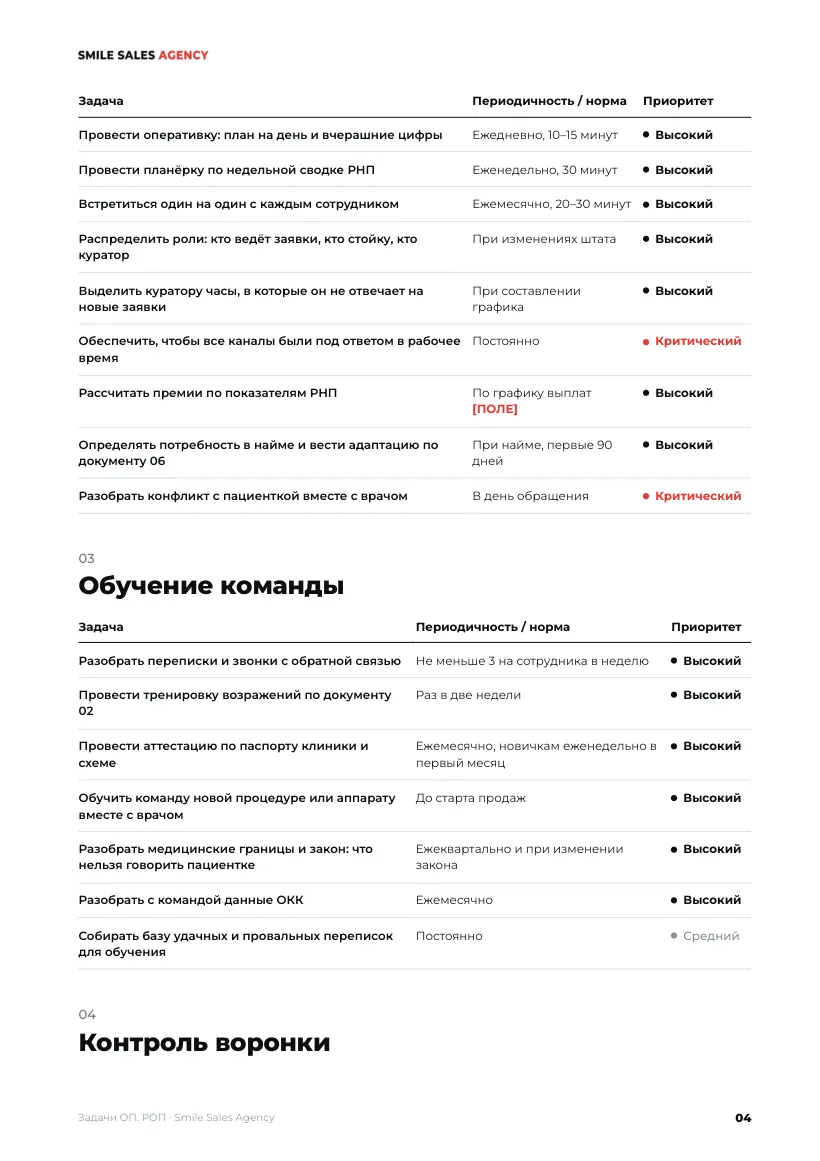 SMILE SALES AGENCY
Задача Периодичность / норма Приоритет
Провести оперативку: план на день и вчерашние цифры Ежедневно, 10–15 минут • Высокий
Провести планёрку по недельной сводке РНП Еженедельно, 30 минут • Высокий
Встретиться один на один с каждым сотрудником Ежемесячно, 20–30 минут • Высокий
Распределить роли: кто ведёт заявки, кто стойку, кто При изменениях штата • Высокий
куратор
Выделить куратору часы, в которые он не отвечает на При составлении • Высокий
новые заявки графика
Обеспечить, чтобы все каналы были под ответом в рабочее Постоянно • Критический
время
Рассчитать премии по показателям РНП По графику выплат • Высокий
[ПОЛЕ]
Определять потребность в найме и вести адаптацию по При найме, первые 90 • Высокий
документу 06 дней
Разобрать конфликт с пациенткой вместе с врачом В день обращения • Критический
03
Обучение команды
Задача Периодичность / норма Приоритет
Разобрать переписки и звонки с обратной связью Не меньше 3 на сотрудника в неделю • Высокий
Провести тренировку возражений по документу Раз в две недели • Высокий
02
Провести аттестацию по паспорту клиники и Ежемесячно, новичкам еженедельно в • Высокий
схеме первый месяц
Обучить команду новой процедуре или аппарату До старта продаж • Высокий
вместе с врачом
Разобрать медицинские границы и закон: что Ежеквартально и при изменении • Высокий
нельзя говорить пациентке закона
Разобрать с командой данные ОКК Ежемесячно • Высокий
Собирать базу удачных и провальных переписок Постоянно • Средний
для обучения
04
Контроль воронки
Задачи ОП. РОП · Smile Sales Agency 04